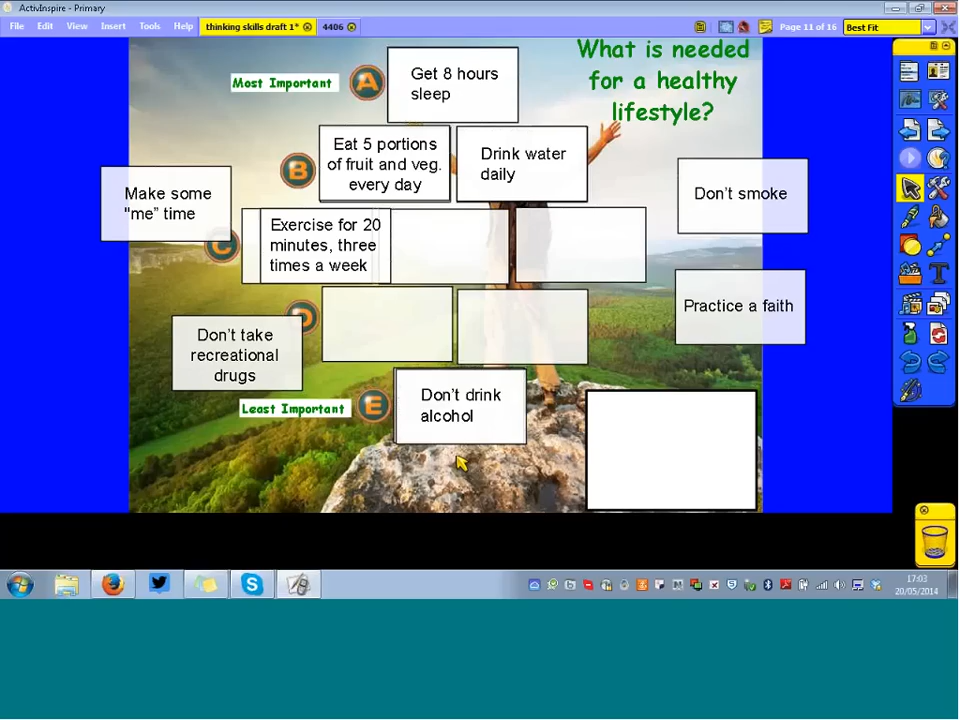 ActivInspire - Primary
File Edit View Insert Tools Help thinking skills draft 1* 4406 Page 11 of 16 Best Fit
What is needed
for a healthy
lifestyle?
Most Important
A
Get 8 hours
sleep
B
Eat 5 portions
of fruit and veg.
every day
Drink water
daily
Make some
"me" time
Don't smoke
C
Exercise for 20
minutes, three
times a week
Practice a faith
D
Don't take
recreational
drugs
Least Important
E
Don't drink
alcohol
17:03
20/05/2014